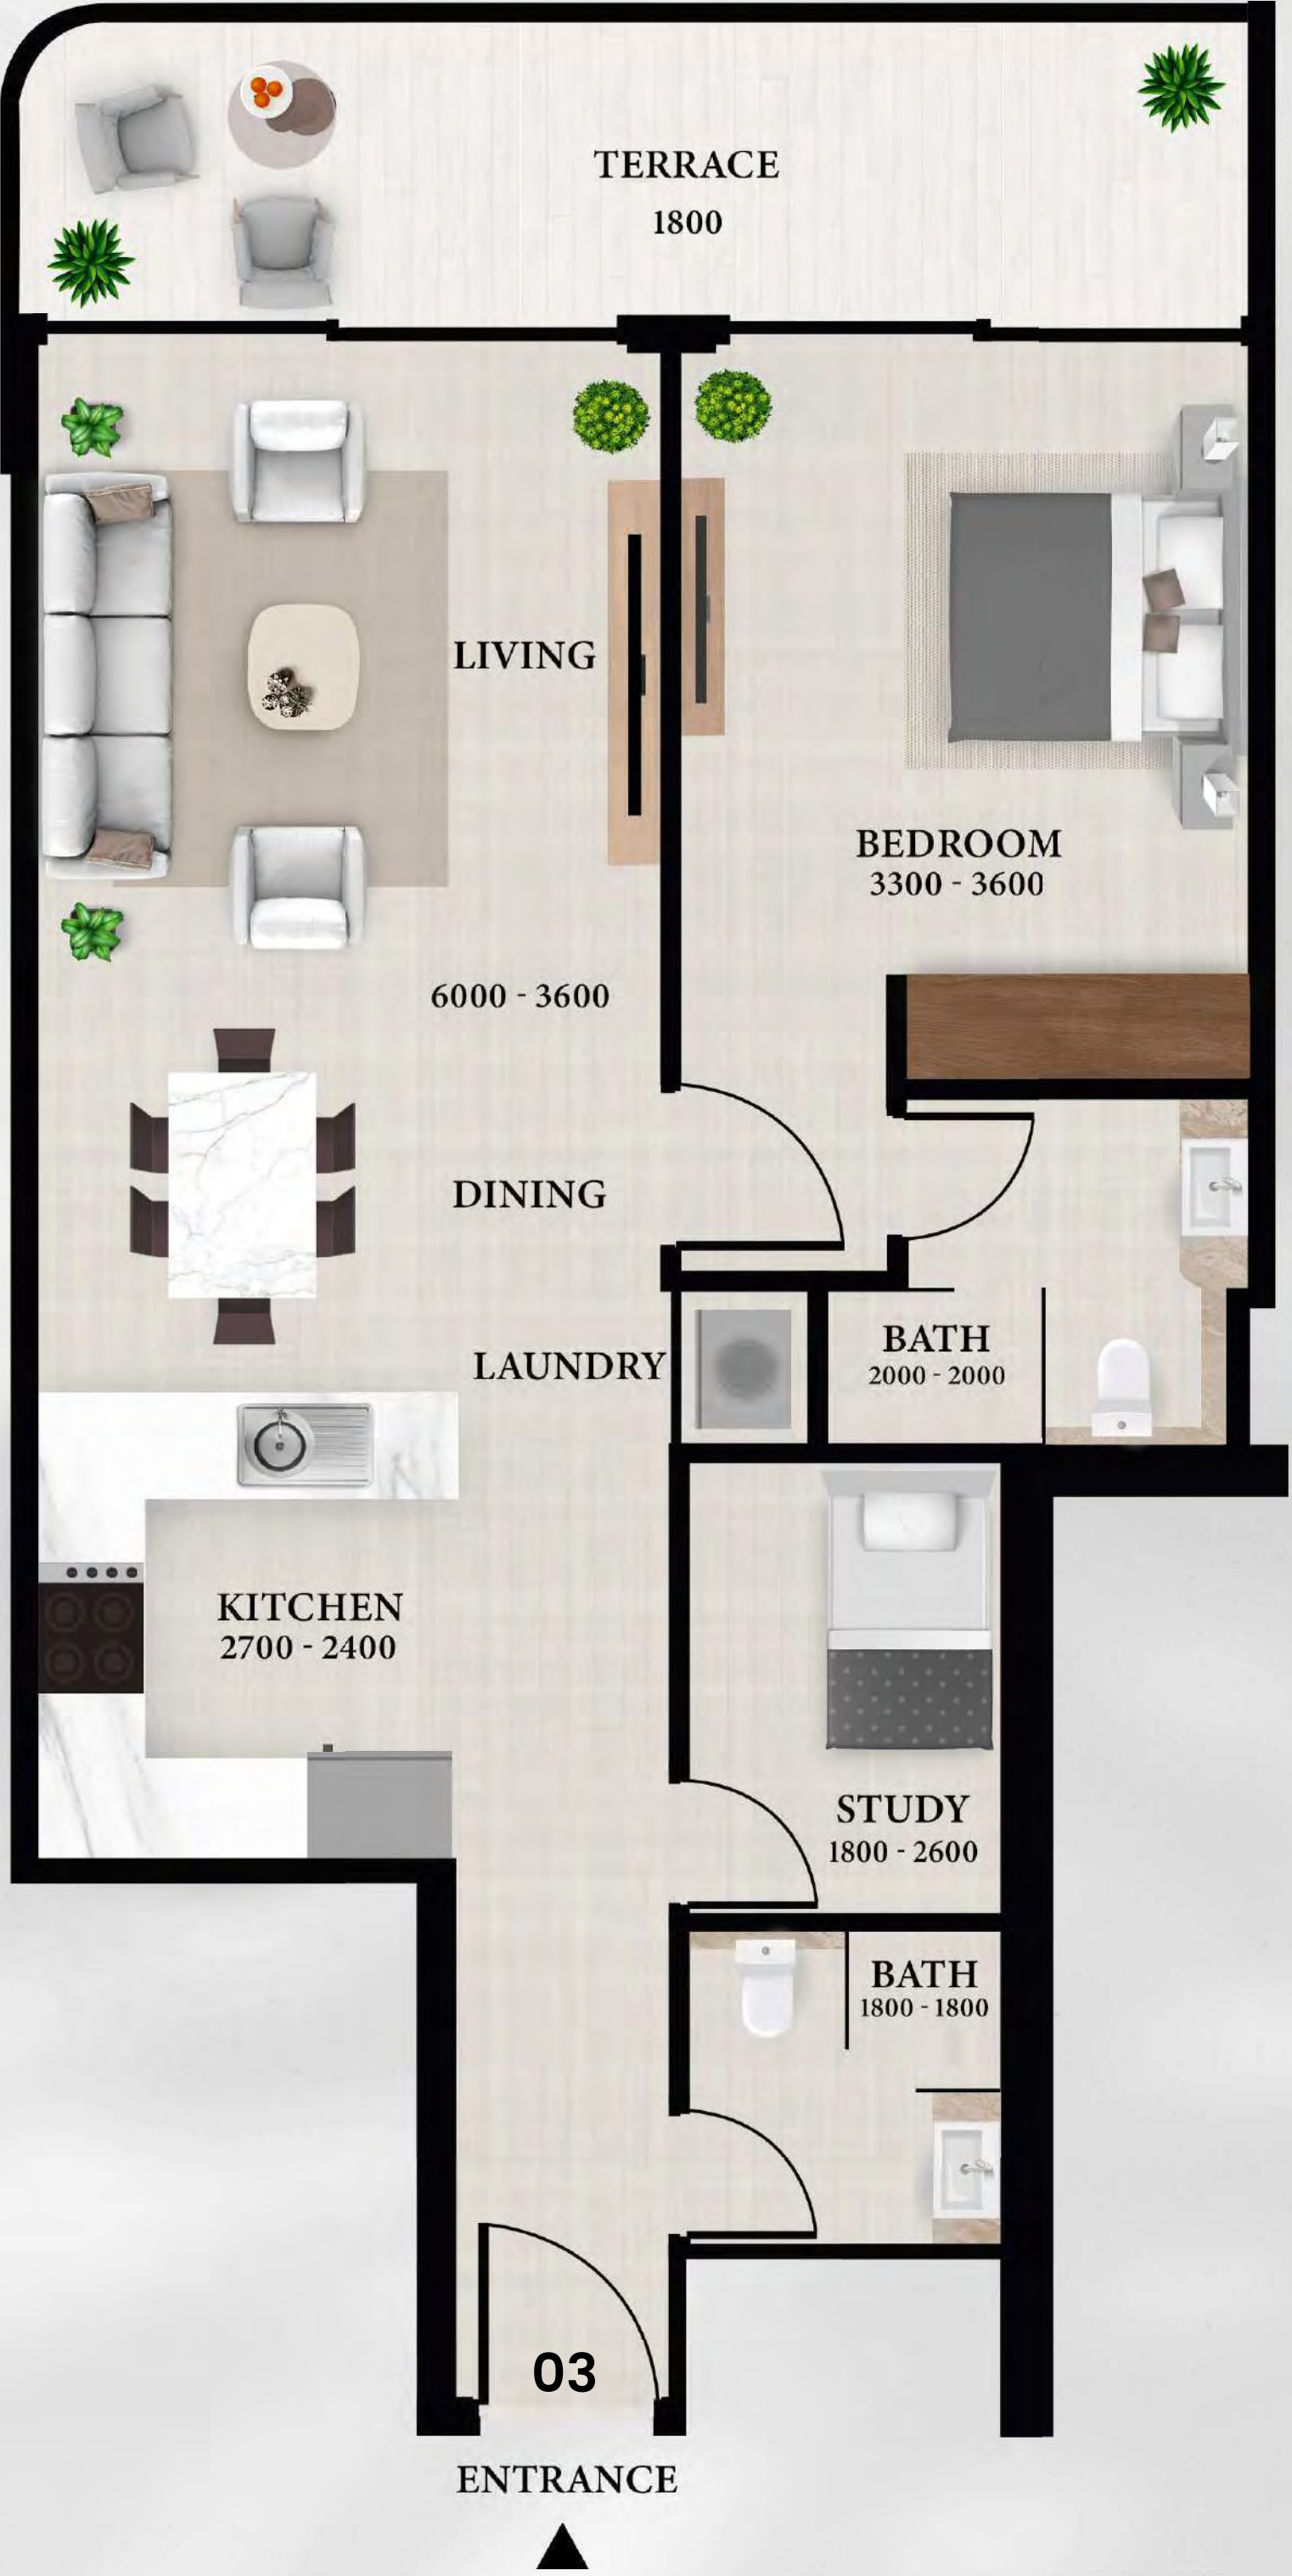 TERRACE
1800
LIVING
BEDROOM
3300 - 3600
6000 - 3600
DINING
LAUNDRY
BATH
2000 - 2000
KITCHEN
2700 - 2400
STUDY
1800 - 2600
BATH
1800 - 1800
03
ENTRANCE